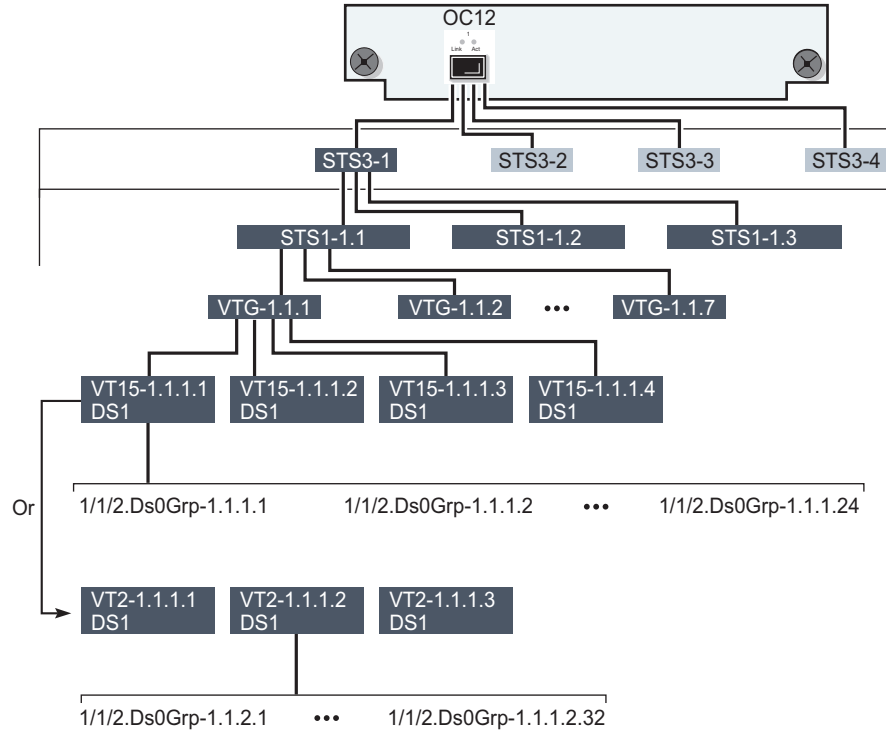 OC12
1
Link Act
STS3-1 STS3-2 STS3-3 STS3-4
STS1-1.1 STS1-1.2 STS1-1.3
VTG-1.1.1 VTG-1.1.2 ••• VTG-1.1.7
VT15-1.1.1.1 VT15-1.1.1.2 VT15-1.1.1.3 VT15-1.1.1.4
DS1 DS1 DS1 DS1
Or 1/1/2.Ds0Grp-1.1.1.1 1/1/2.Ds0Grp-1.1.1.2 ••• 1/1/2.Ds0Grp-1.1.1.24
VT2-1.1.1.1 VT2-1.1.1.2 VT2-1.1.1.3
DS1 DS1 DS1
1/1/2.Ds0Grp-1.1.2.1 ••• 1/1/2.Ds0Grp-1.1.1.2.32